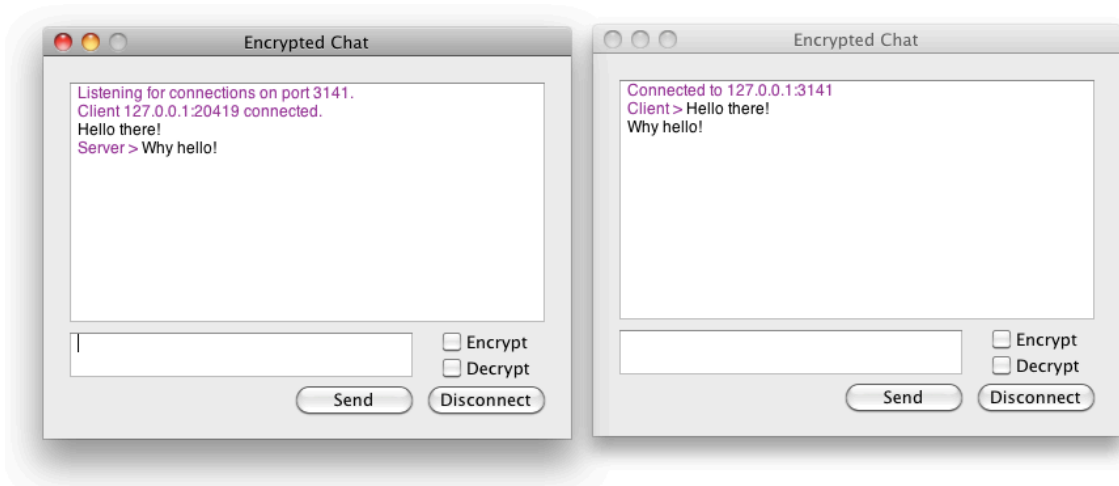 Encrypted Chat
Listening for connections on port 3141.
Client 127.0.0.1:20419 connected.
Hello there!
Server > Why hello!
Encrypt
Decrypt
Send
Disconnect
Encrypted Chat
Connected to 127.0.0.1:3141
Client > Hello there!
Why hello!
Encrypt
Decrypt
Send
Disconnect